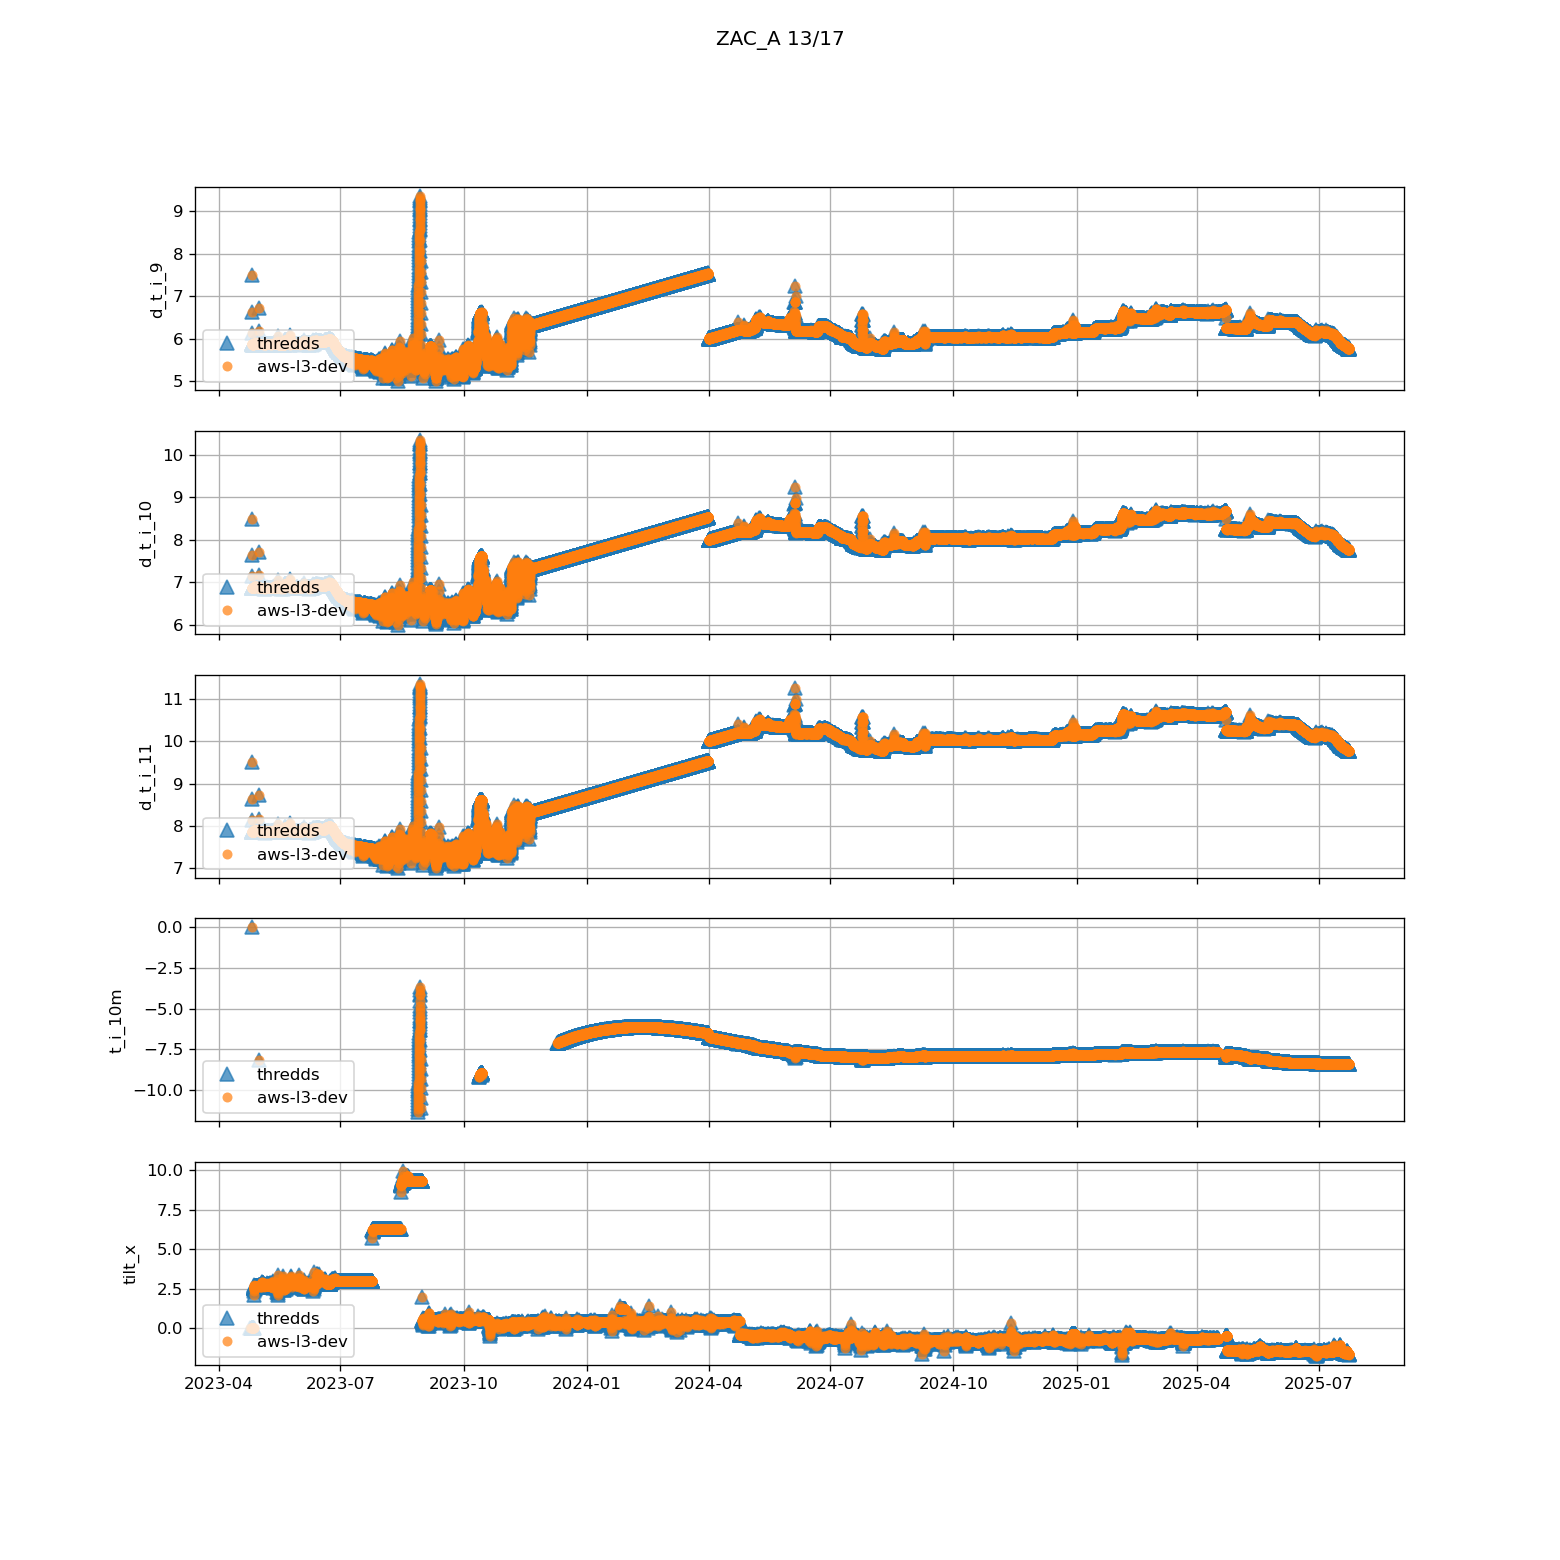 ZAC_A 13/17
9
8
7
6
5
d_t_i_9
thredds
aws-l3-dev
10
9
8
7
6
d_t_i_10
thredds
aws-l3-dev
11
10
9
8
7
d_t_i_11
thredds
aws-l3-dev
0.0
−2.5
−5.0
−7.5
−10.0
t_i_10m
thredds
aws-l3-dev
10.0
7.5
5.0
2.5
0.0
tilt_x
thredds
aws-l3-dev
2023-04 2023-07 2023-10 2024-01 2024-04 2024-07 2024-10 2025-01 2025-04 2025-07